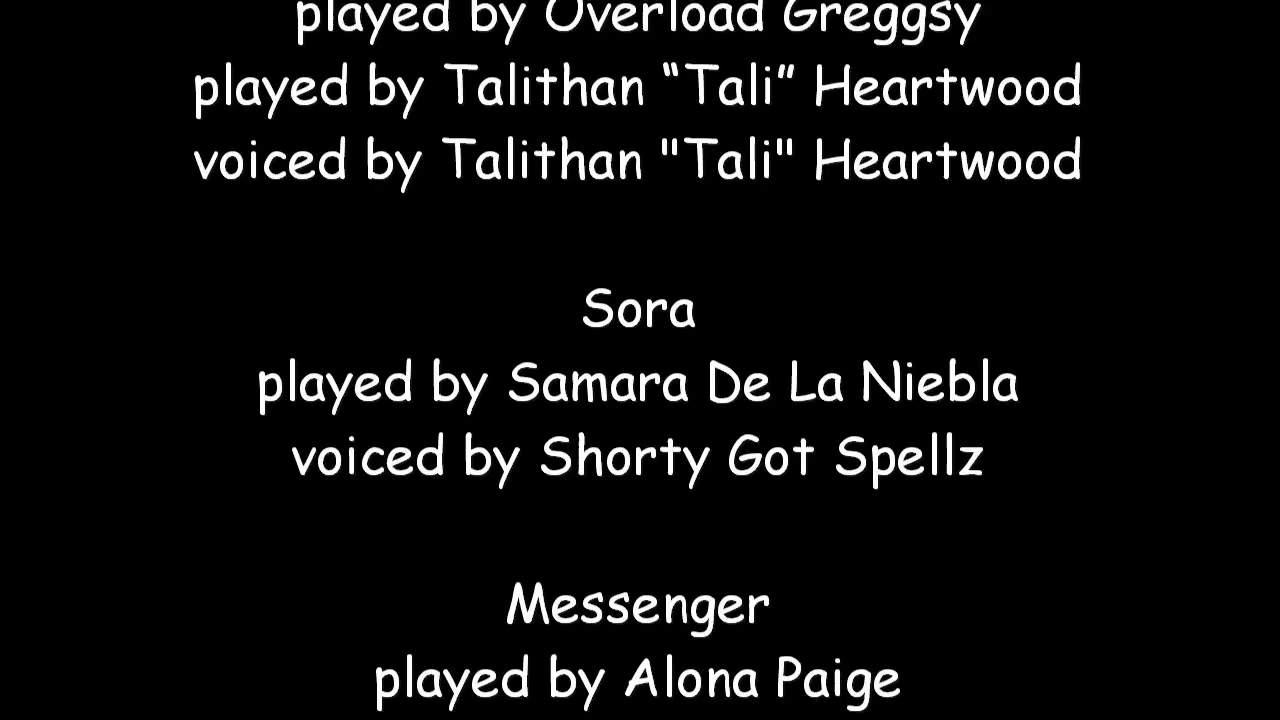 played by Overload Greggsy
played by Talithan “Tali” Heartwood
voiced by Talithan "Tali" Heartwood
Sora
played by Samara De La Niebla
voiced by Shorty Got Spellz
Messenger
played by Alona Paige